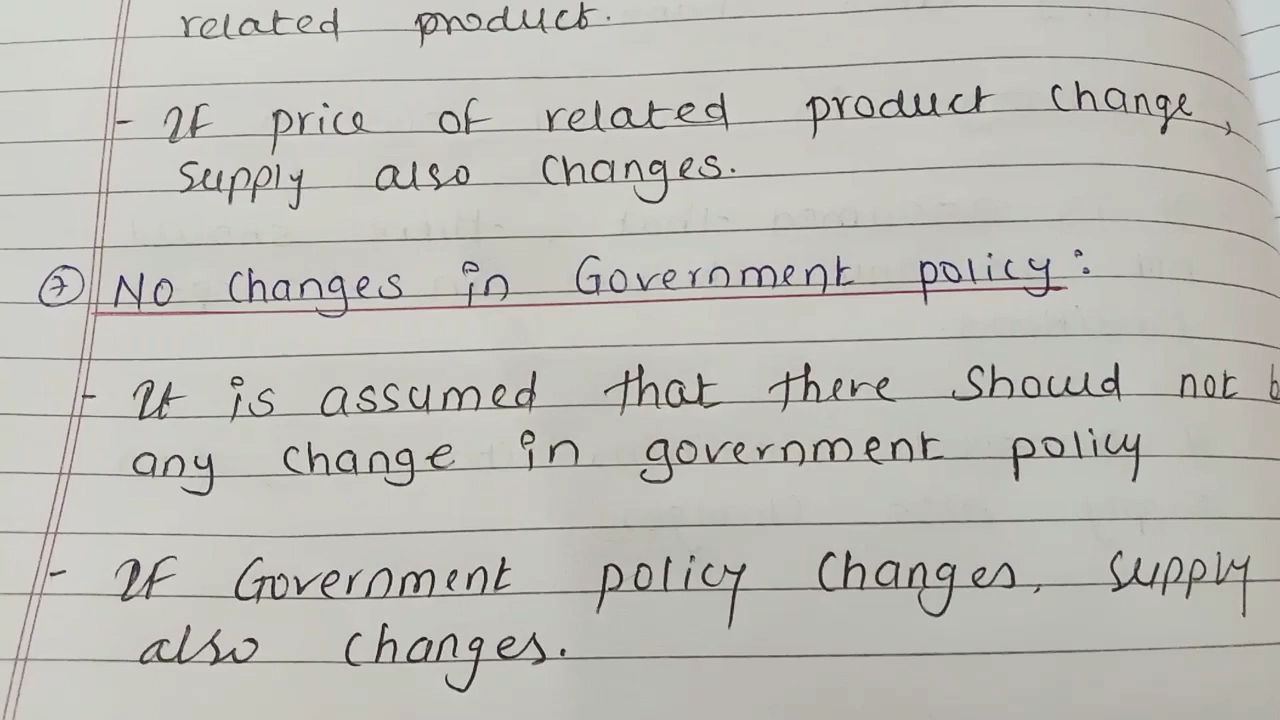 related product.
- If price of related product change,
supply also changes.
⑦ No changes in Government policy:
- It is assumed that there should not b
any change in government policy
- If Government policy changes, supply
also changes.